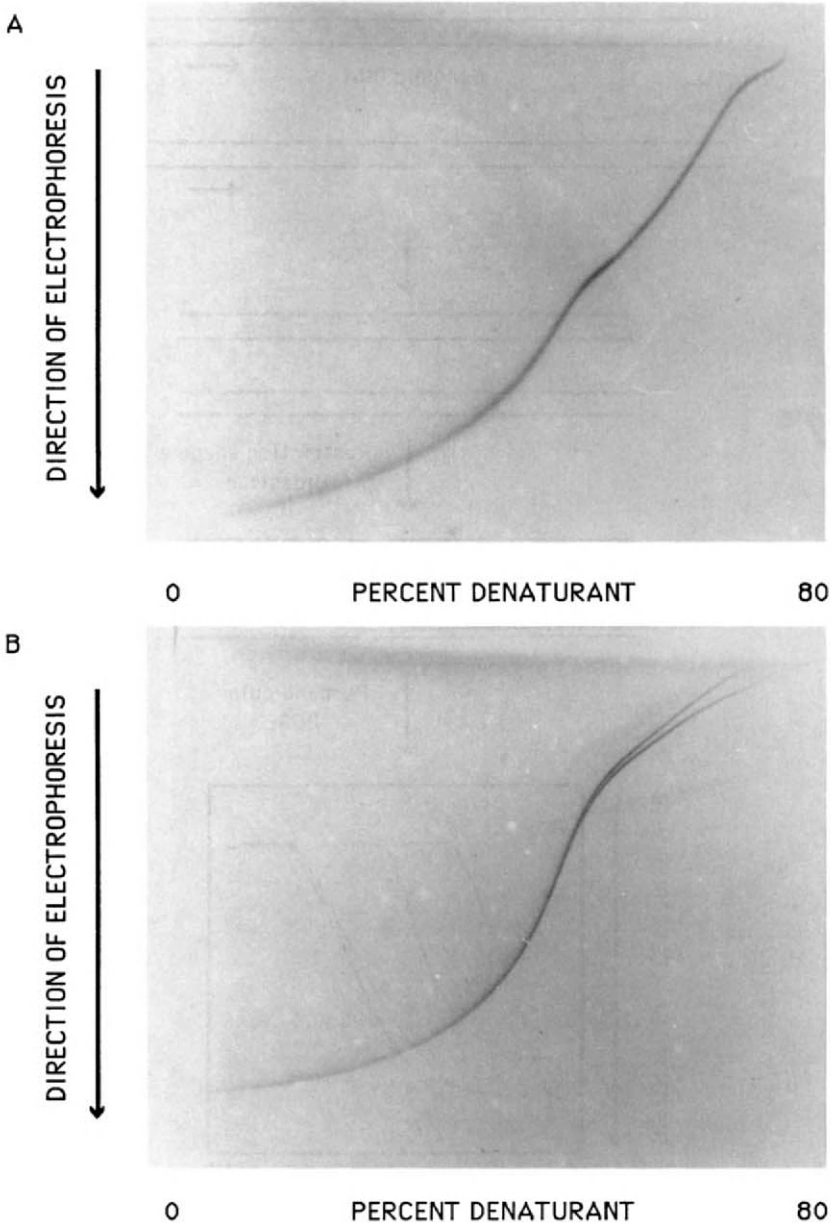 A
DIRECTION OF ELECTROPHORESIS
0 PERCENT DENATURANT 80
B
DIRECTION OF ELECTROPHORESIS
0 PERCENT DENATURANT 80